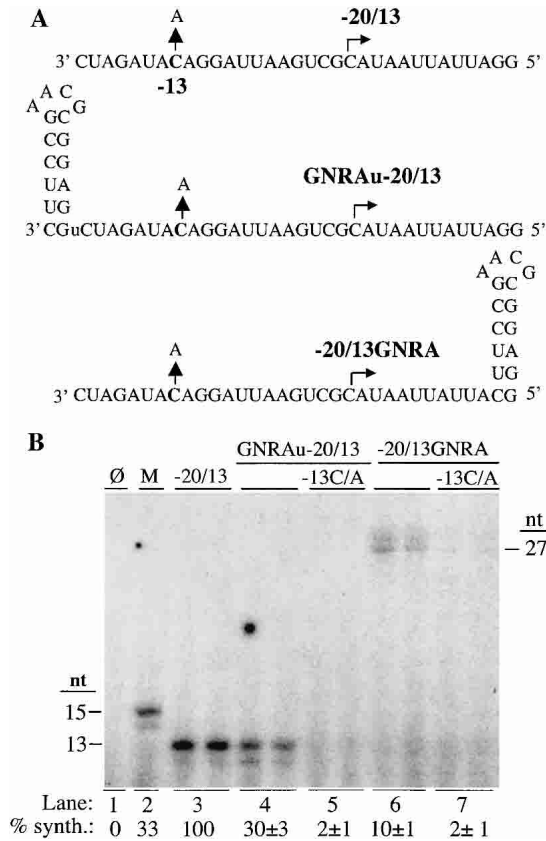 A
A -20/13
3' CUAGAUACAGGAUUAAGUCGCAUAAUUAUUAGG 5'
-13
A C
A G
GC
CG
CG
UA
UG
A GNRAu-20/13
3' CGuCUAGAUACAGGAUUAAGUCGCAUAAUUAUUAGG 5'
A C
A G
GC
CG
CG
UA
UG
A -20/13GNRA
3' CUAGAUACAGGAUUAAGUCGCAUAAUUAUUACG 5'
B
GNRAu-20/13 -20/13GNRA
Ø M -20/13 -13C/A -13C/A
nt
27
nt
15
13
Lane: 1 2 3 4 5 6 7
% synth.: 0 33 100 30±3 2±1 10±1 2± 1